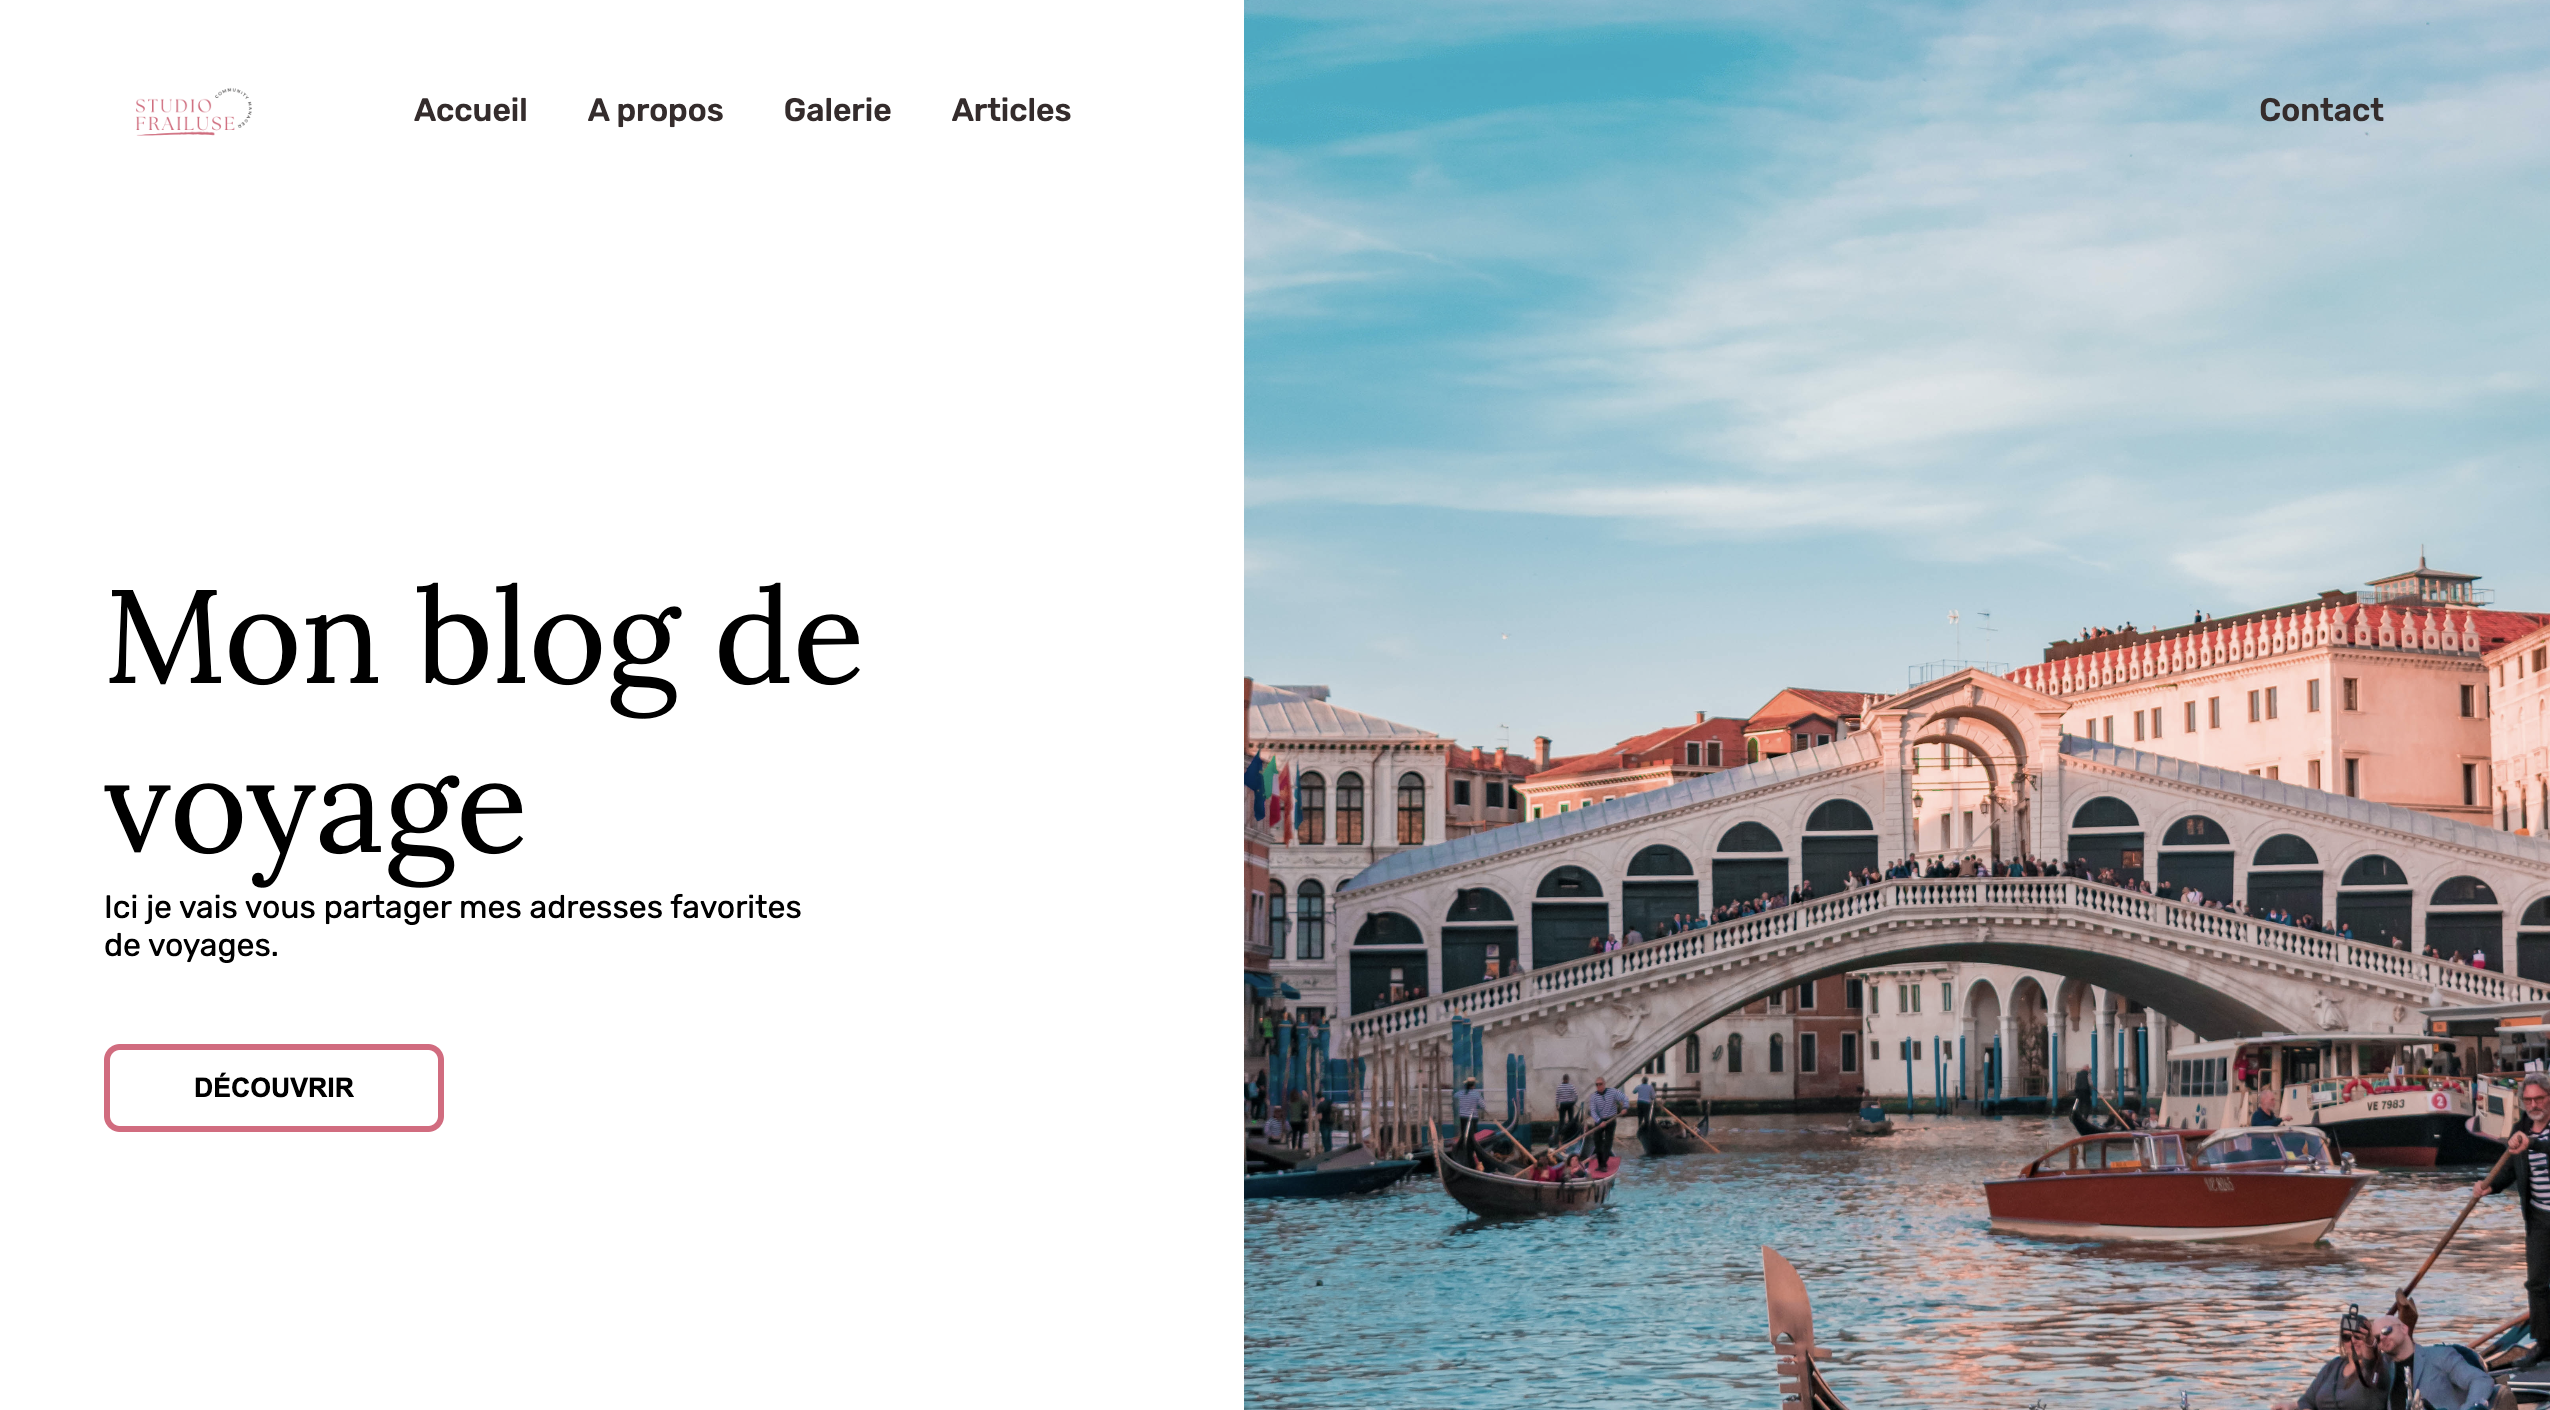 STUDIO
FRAILUSE
COMMUNITY MANAGER
Accueil
A propos
Galerie
Articles
Contact
Mon blog de
voyage
Ici je vais vous partager mes adresses favorites
de voyages.
DÉCOUVRIR
VE 7983
2